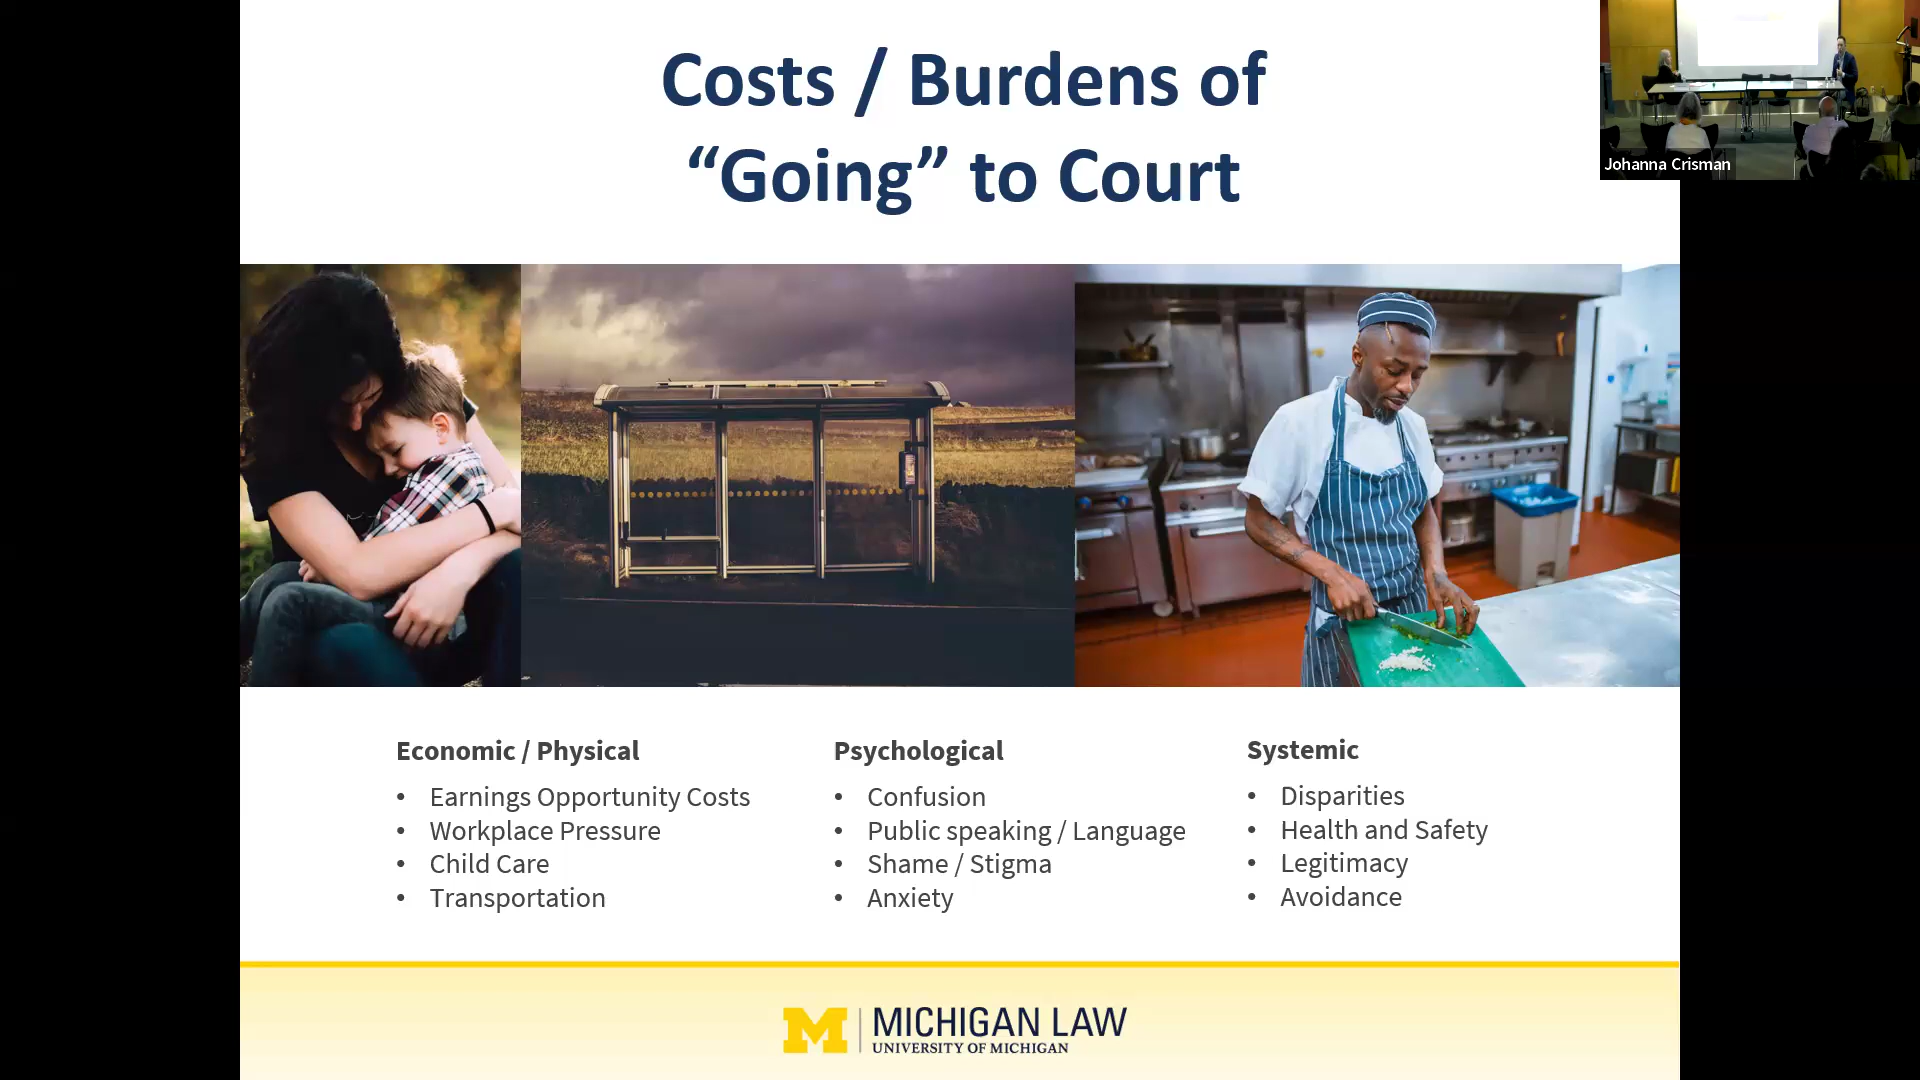 Costs / Burdens of
“Going” to Court
Johanna Crisman
Economic / Physical
• Earnings Opportunity Costs
• Workplace Pressure
• Child Care
• Transportation
Psychological
• Confusion
• Public speaking / Language
• Shame / Stigma
• Anxiety
Systemic
• Disparities
• Health and Safety
• Legitimacy
• Avoidance
M | MICHIGAN LAW
UNIVERSITY OF MICHIGAN